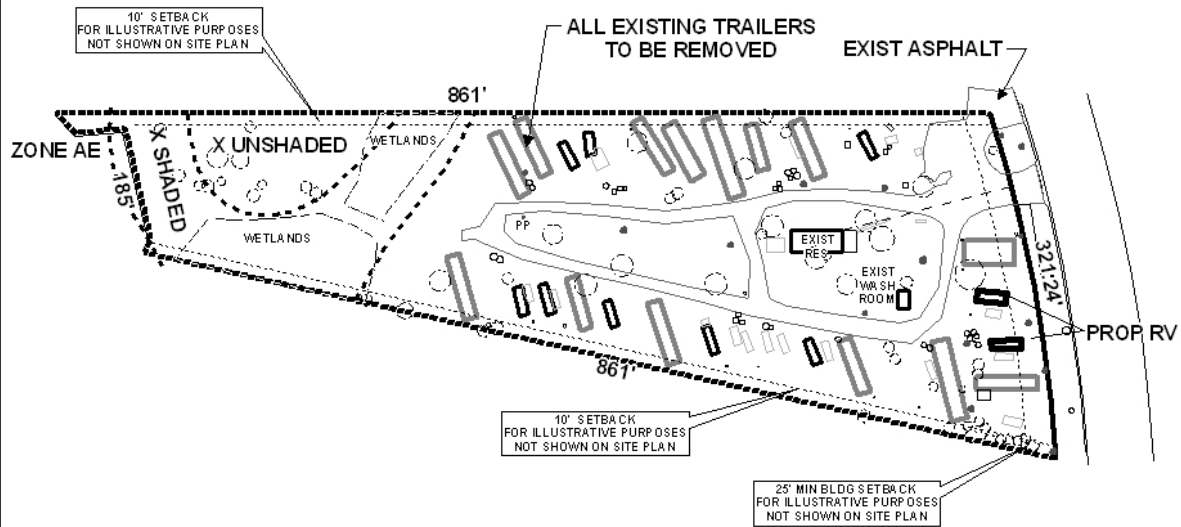 10' SETBACK
FOR ILLUSTRATIVE PURPOSES
NOT SHOWN ON SITE PLAN
ALL EXISTING TRAILERS
TO BE REMOVED
EXIST ASPHALT
861'
ZONE AE
X SHADED
X UNSHADED
WETLANDS
185'
WETLANDS
PP
EXIST
RES
EXIST
WASH
ROOM
321.24'
PROP RV
861'
10' SETBACK
FOR ILLUSTRATIVE PURPOSES
NOT SHOWN ON SITE PLAN
25' MIN BLDG SETBACK
FOR ILLUSTRATIVE PURPOSES
NOT SHOWN ON SITE PLAN